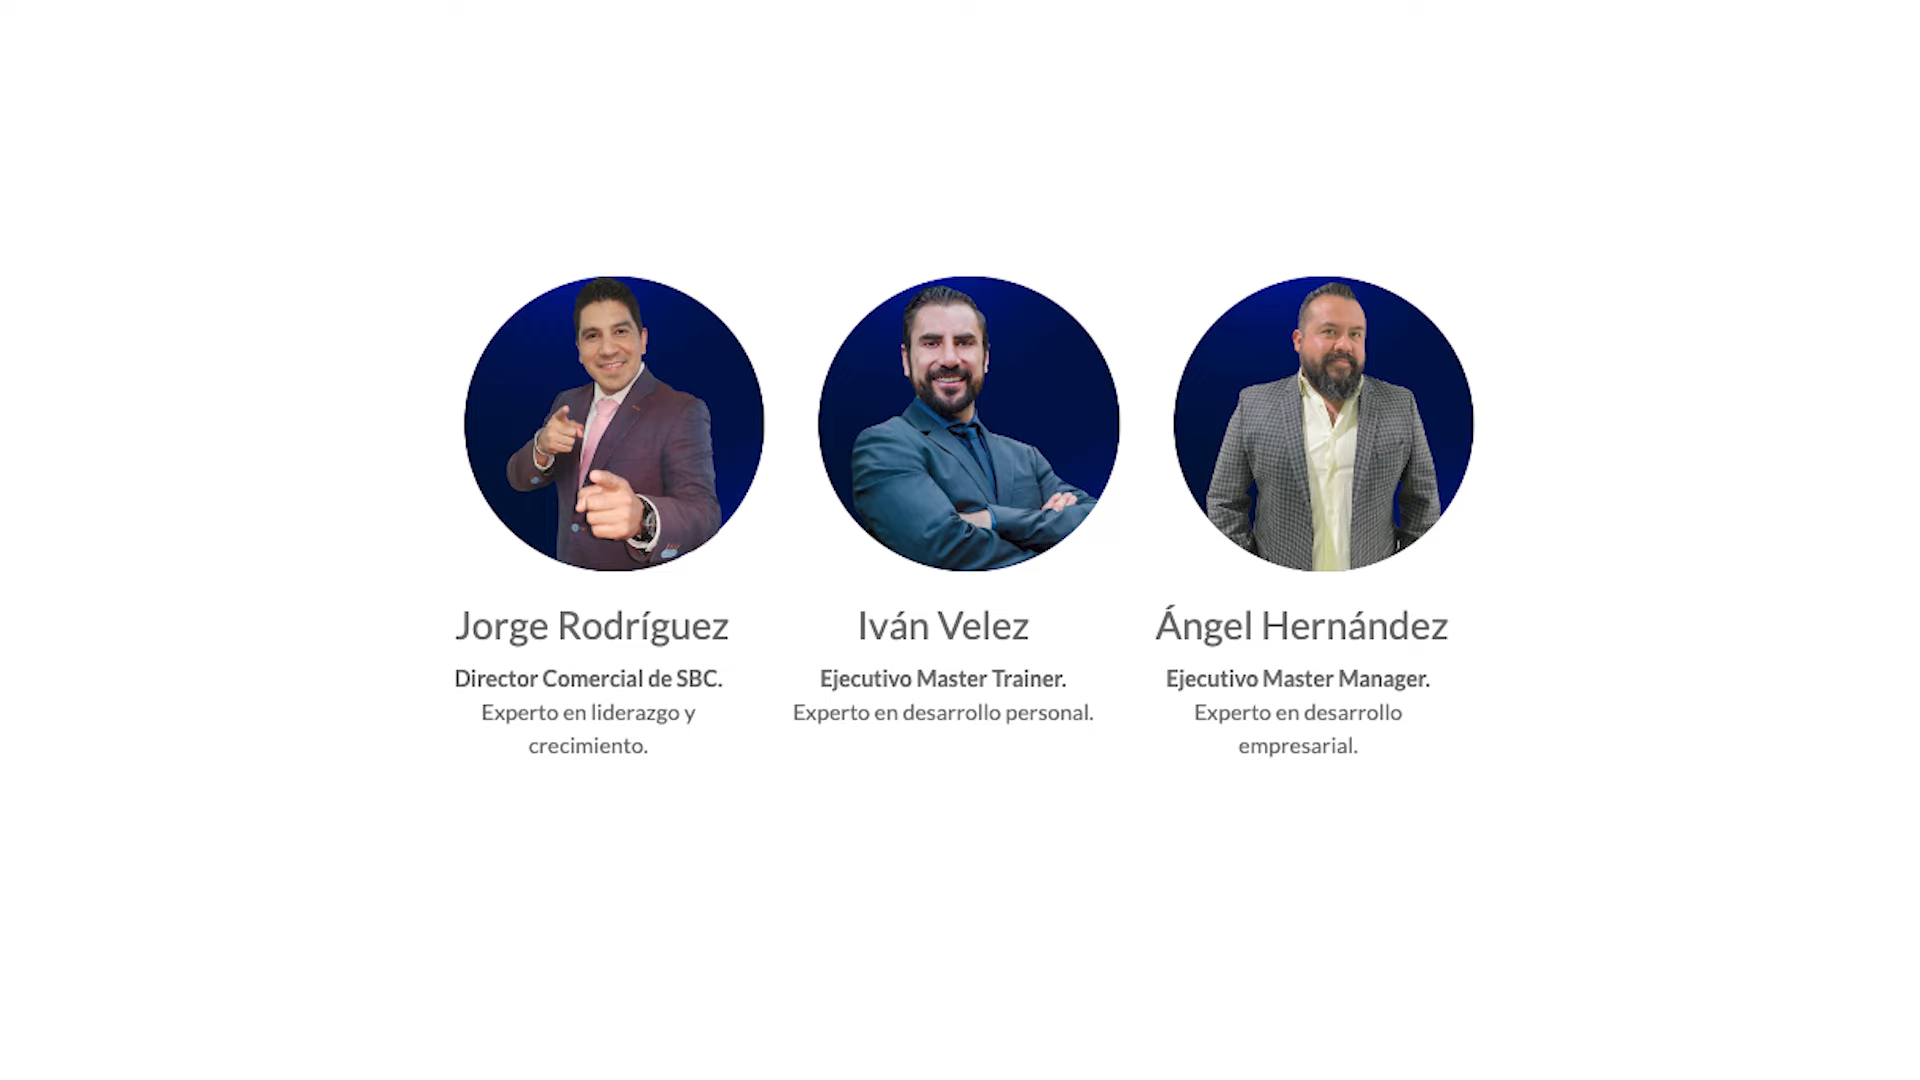 Jorge Rodríguez
Director Comercial de SBC.
Experto en liderazgo y
crecimiento.
Iván Velez
Ejecutivo Master Trainer.
Experto en desarrollo personal.
Ángel Hernández
Ejecutivo Master Manager.
Experto en desarrollo
empresarial.